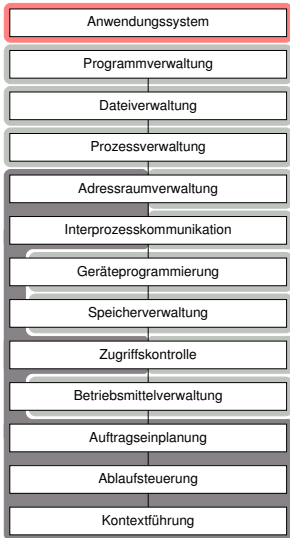 Anwendungssystem
Programmverwaltung
Dateiverwaltung
Prozessverwaltung
Adressraumverwaltung
Interprozesskommunikation
Geräteprogrammierung
Speicherverwaltung
Zugriffskontrolle
Betriebsmittelverwaltung
Auftragseinplanung
Ablaufsteuerung
Kontextführung